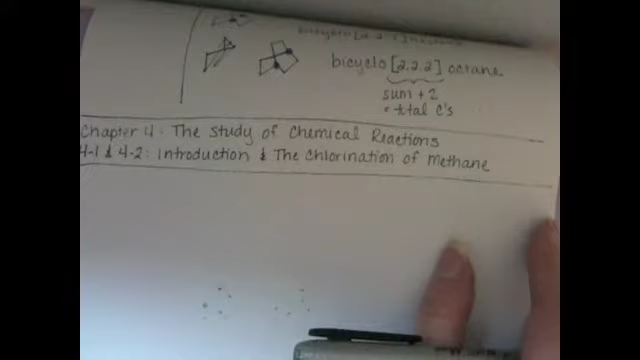 bicyclo [2.2.2] octane
sum + 2
= total C's
Chapter 4: The Study of Chemical Reactions
4-1 & 4-2: Introduction & The Chlorination of Methane